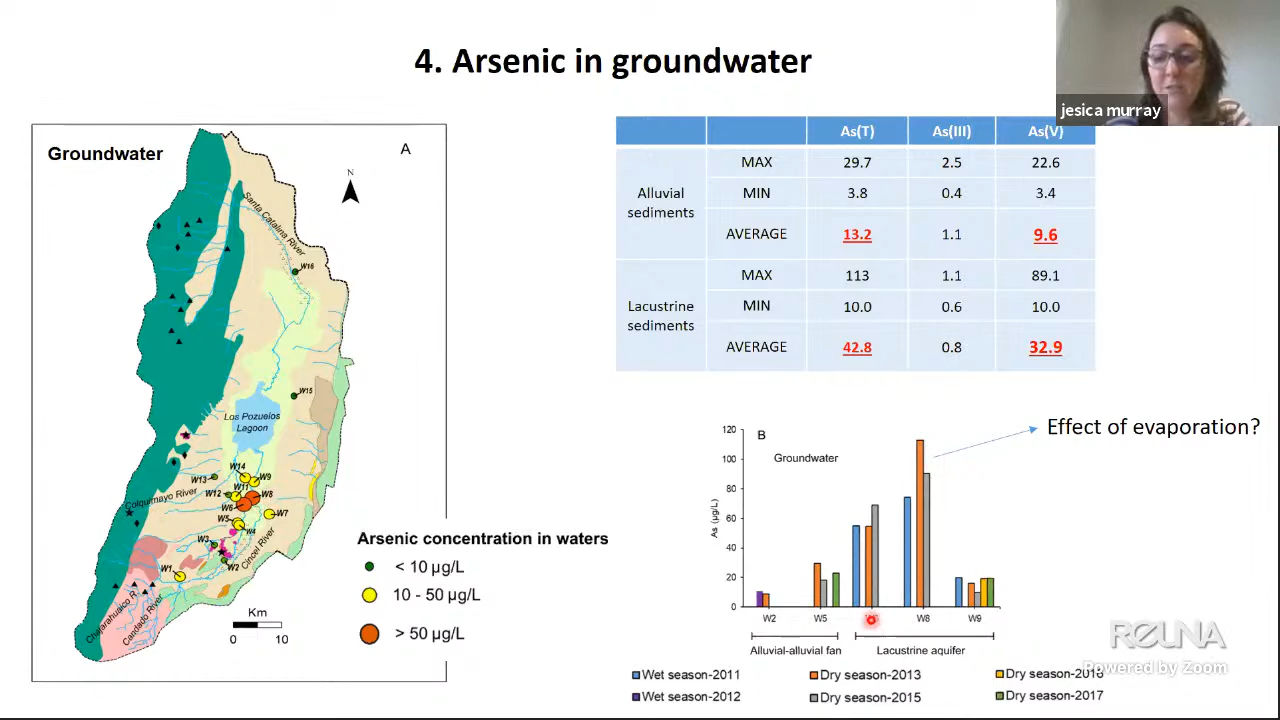 4. Arsenic in groundwater
jesica murray
Groundwater
A
N
Santa Catalina River
W16
W15
Los Pozuelos
Lagoon
W14
W9
W13
W11
W12
W8
Colquimayo River
W6
W7
W5
W4
W3
Cincel River
W2
W1
Candado River
Km
0 10
Arsenic concentration in waters
< 10 µg/L
10 - 50 µg/L
> 50 µg/L
As(T) As(III) As(V)
Alluvial sediments
MAX 29.7 2.5 22.6
MIN 3.8 0.4 3.4
AVERAGE 13.2 1.1 9.6
Lacustrine sediments
MAX 113 1.1 89.1
MIN 10.0 0.6 10.0
AVERAGE 42.8 0.8 32.9
Effect of evaporation?
B
Groundwater
As (µg/L)
120
100
80
60
40
20
0
W2 W5 W8 W9
Alluvial-alluvial fan Lacustrine aquifer
Wet season-2011 Dry season-2013 Dry season-2016
Wet season-2012 Dry season-2015 Dry season-2017
REUNA
Powered by Zoom